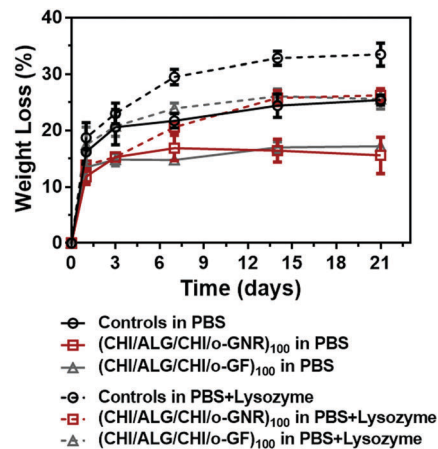 40
30
20
10
0
Weight Loss (%)
0 3 6 9 12 15 18 21
Time (days)
Controls in PBS
(CHI/ALG/CHI/o-GNR)100 in PBS
(CHI/ALG/CHI/o-GF)100 in PBS
Controls in PBS+Lysozyme
(CHI/ALG/CHI/o-GNR)100 in PBS+Lysozyme
(CHI/ALG/CHI/o-GF)100 in PBS+Lysozyme